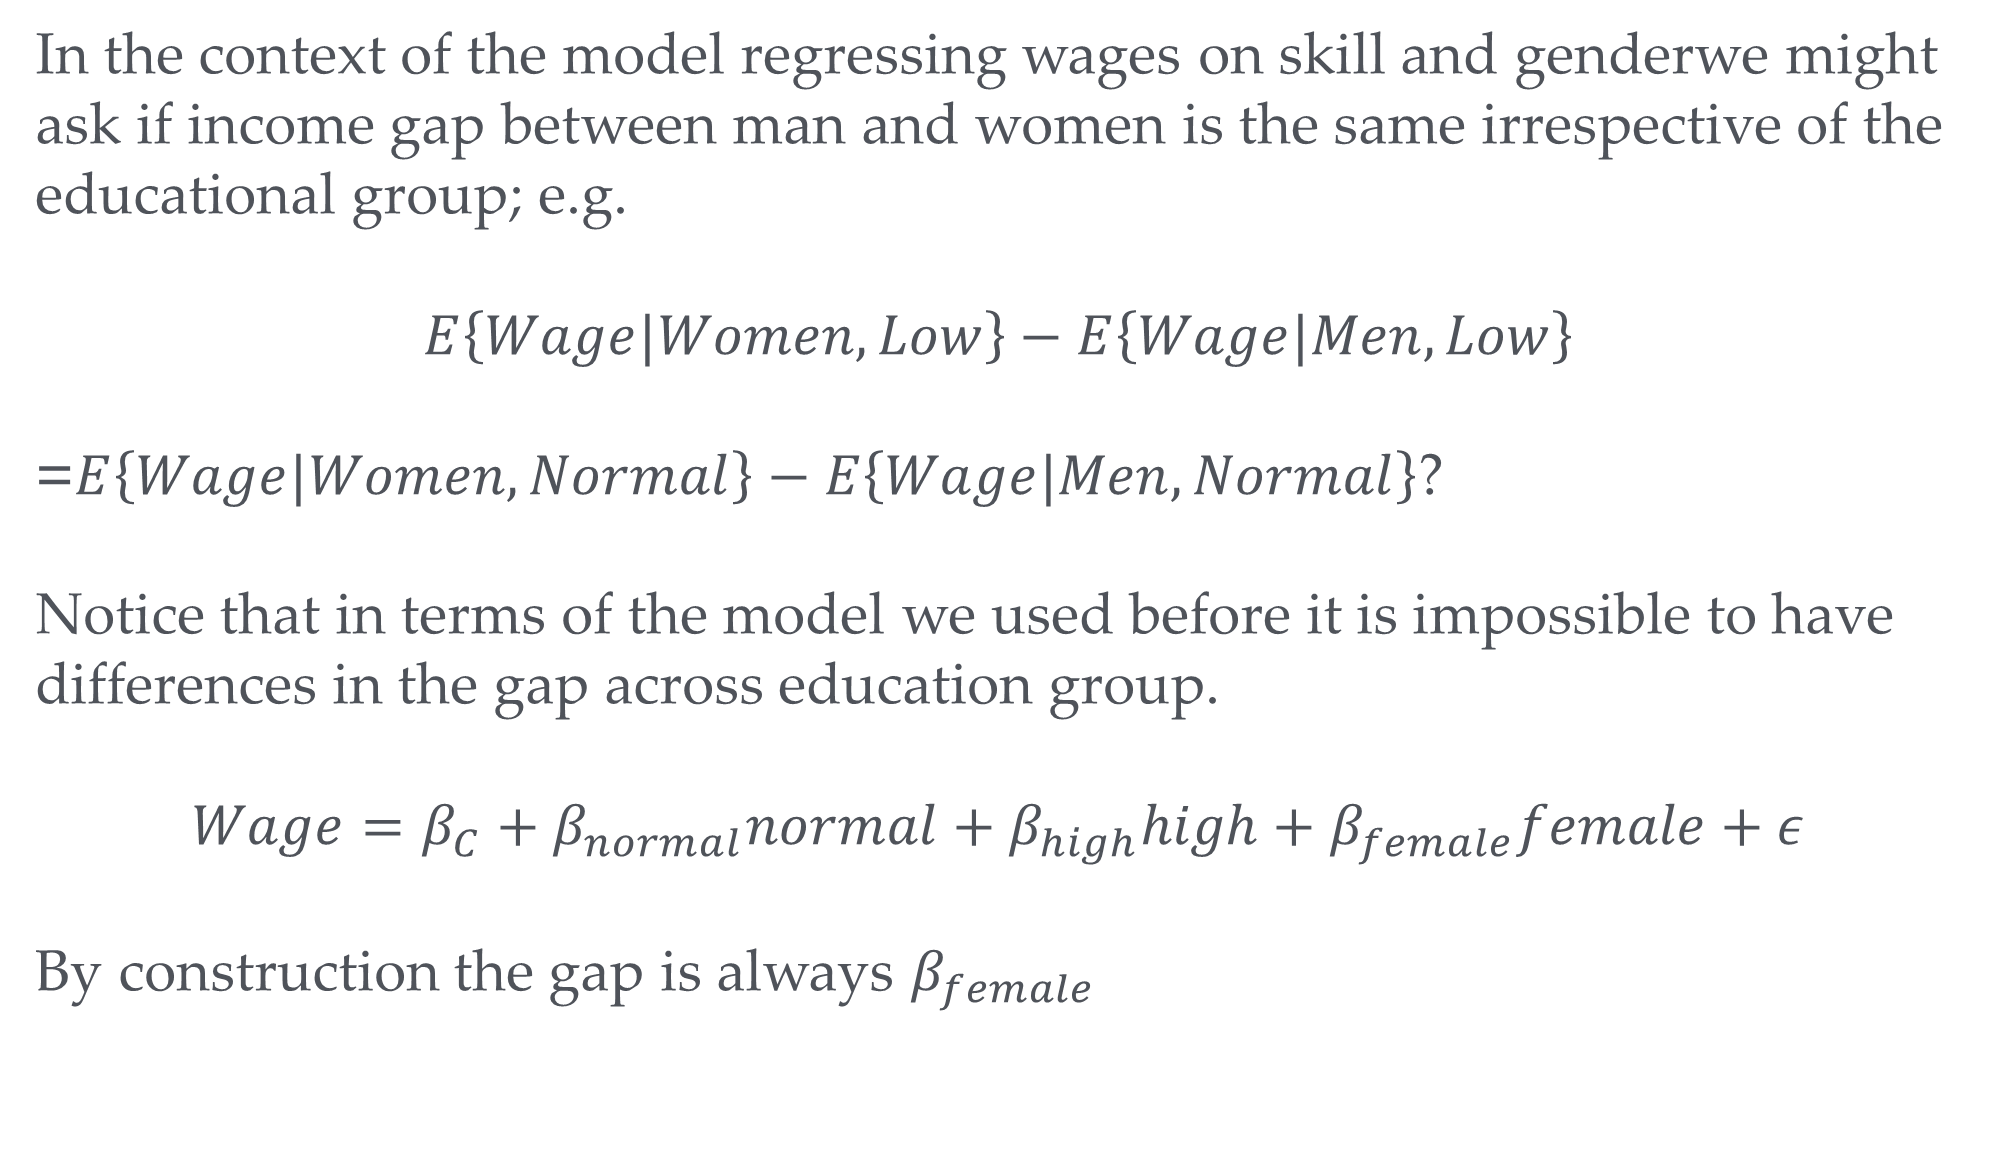 In the context of the model regressing wages on skill and genderwe might
ask if income gap between man and women is the same irrespective of the
educational group; e.g.
E{Wage|Women, Low} − E{Wage|Men, Low}
=E{Wage|Women, Normal} − E{Wage|Men, Normal}?
Notice that in terms of the model we used before it is impossible to have
differences in the gap across education group.
Wage = β_C + β_normal normal + β_high high + β_female female + ϵ
By construction the gap is always β_female